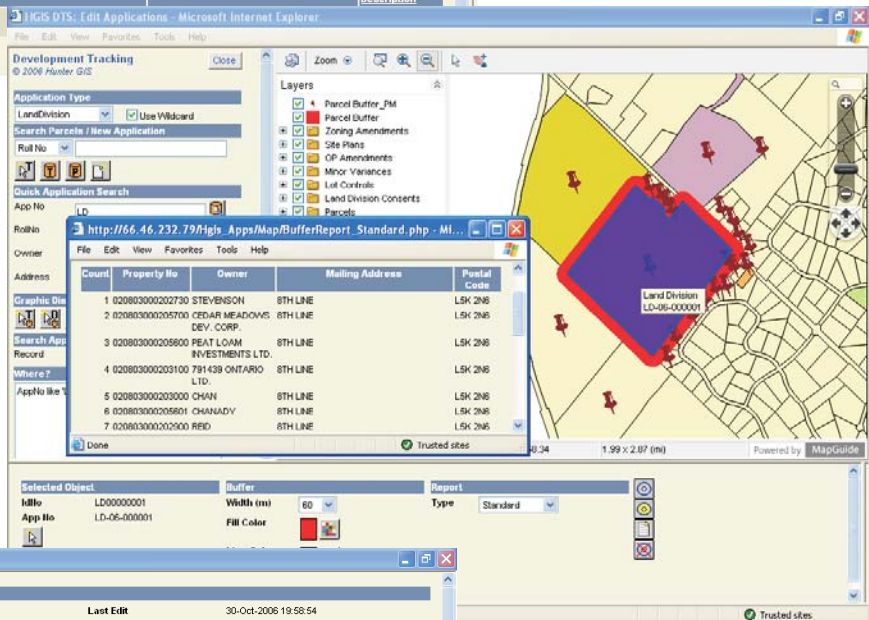 Description
HGIS DTS: Edit Applications - Microsoft Internet Explorer
File Edit View Favorites Tools Help
Development Tracking
Close
© 2006 Hunter GIS
Application Type
LandDivision
Use Wildcard
Search Parcels / New Application
Roll No
Quick Application Search
App No
LD
RollNo
Owner
Address
Search App
Record
Where?
AppNo like
Zoom
Layers
Parcel Buffer_PM
Parcel Buffer
Zoning Amendments
Site Plans
OP Amendments
Minor Variances
Lot Controls
Land Division Consents
Parcels
Land Division
LD-06-000001
http://66.46.232.79/Hgis_Apps/Map/BufferReport_Standard.php - Mi...
File Edit View Favorites Tools Help
Count Property No Owner Mailing Address Postal Code
1 020803000202730 STEVENSON 8TH LINE L5K 2N6
2 020803000205700 CEDAR MEADOWS DEV. CORP. 8TH LINE L5K 2N6
3 020803000205600 PEAT LOAM INVESTMENTS LTD. 8TH LINE L5K 2N6
4 020803000203100 791439 ONTARIO LTD. 8TH LINE L5K 2N6
5 020803000203000 CHAN 8TH LINE L5K 2N6
6 020803000205601 CHANADY 8TH LINE L5K 2N6
7 020803000202900 REID 8TH LINE L5K 2N6
Done Trusted sites
8.34 1.99 x 2.87 (mi) Powered by MapGuide
Selected Object Buffer Report
IdNo LD00000001 Width (m) 60 Type Standard
App No LD-06-000001 Fill Color
Last Edit 30-Oct-2006 19:58:54
Trusted sites